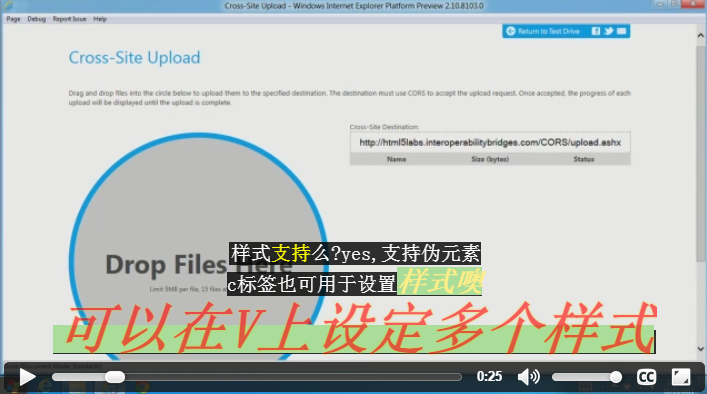 Cross-Site Upload - Windows Internet Explorer Platform Preview 2.10.8103.0
Page Debug Report Issue Help
Return to Test Drive
Cross-Site Upload
Drag and drop files into the circle below to upload them to the specified destination. The destination must use CORS to accept the upload request. Once accepted, the progress of each
upload will be displayed until the upload is complete.
Cross-Site Destination:
http://html5labs.interoperabilitybridges.com/CORS/upload.ashx
Name Size (bytes) Status
样式支持么?yes,支持伪元素
Drop Files Here
c标签也可用于设置样式噢
Limit 5MB per file, 15 files
可以在V上设定多个样式
0:25
CC